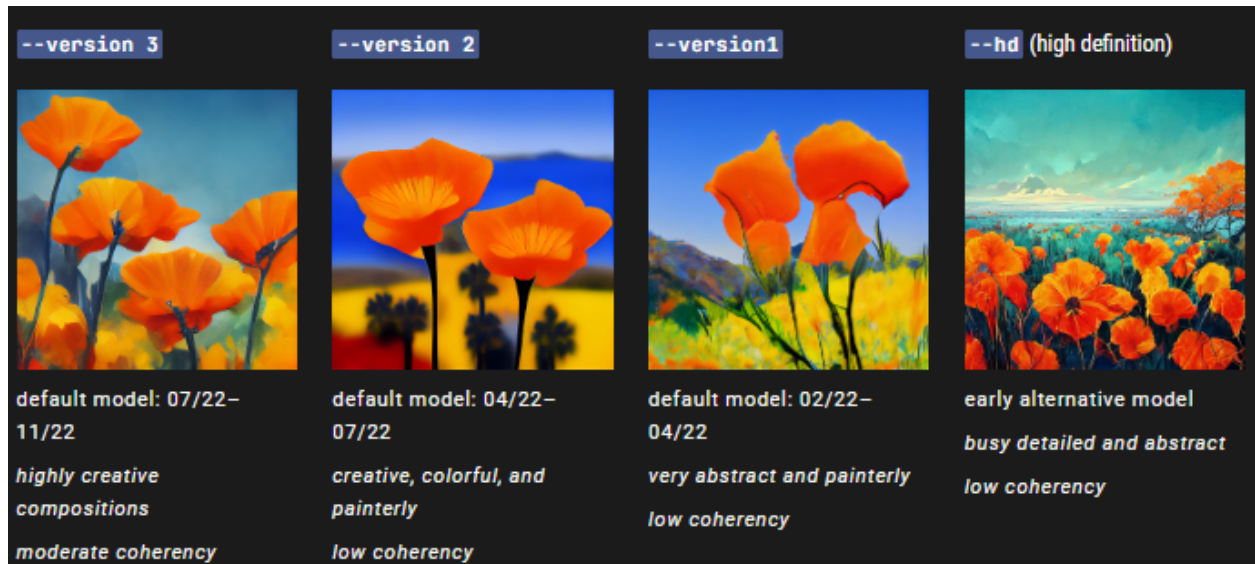 --version 3
default model: 07/22–
11/22
highly creative
compositions
moderate coherency
--version 2
default model: 04/22–
07/22
creative, colorful, and
painterly
low coherency
--version1
default model: 02/22–
04/22
very abstract and painterly
low coherency
--hd (high definition)
early alternative model
busy detailed and abstract
low coherency